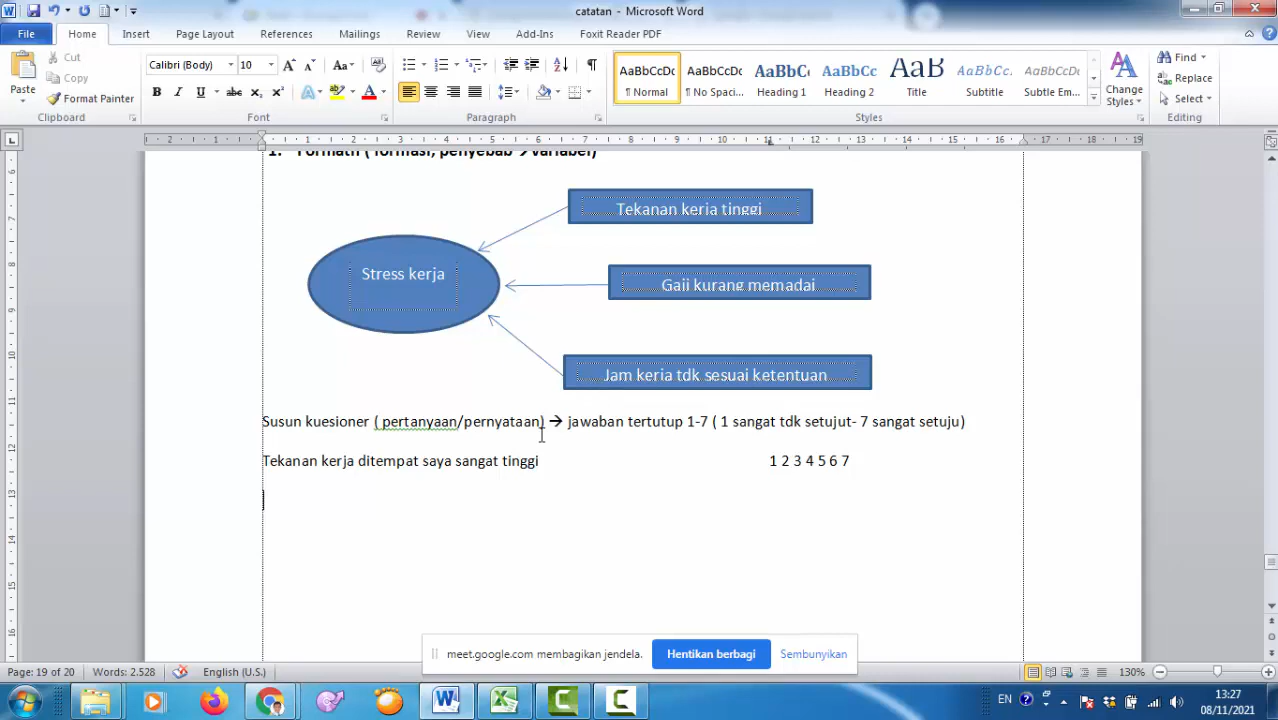 catatan - Microsoft Word
File Home Insert Page Layout References Mailings Review View Add-Ins Foxit Reader PDF
Cut
Copy
Format Painter
Paste
Clipboard
Calibri (Body) 10
Font
Paragraph
AaBbCcDc AaBbCcDc AaBbC AaBbCc AaB AaBbCcL AaBbCcDc
¶ Normal ¶ No Spaci... Heading 1 Heading 2 Title Subtitle Subtle Em...
Change Styles
Styles
Find
Replace
Select
Editing
1. Formatif ( formasi, penyebab → variabel)
Tekanan kerja tinggi
Stress kerja
Gaji kurang memadai
Jam kerja tdk sesuai ketentuan
Susun kuesioner ( pertanyaan/pernyataan) → jawaban tertutup 1-7 ( 1 sangat tdk setujut- 7 sangat setuju)
Tekanan kerja ditempat saya sangat tinggi 1 2 3 4 5 6 7
meet.google.com membagikan jendela. Hentikan berbagi Sembunyikan
Page: 19 of 20 Words: 2.528 English (U.S.) 130%
EN 13:27
08/11/2021